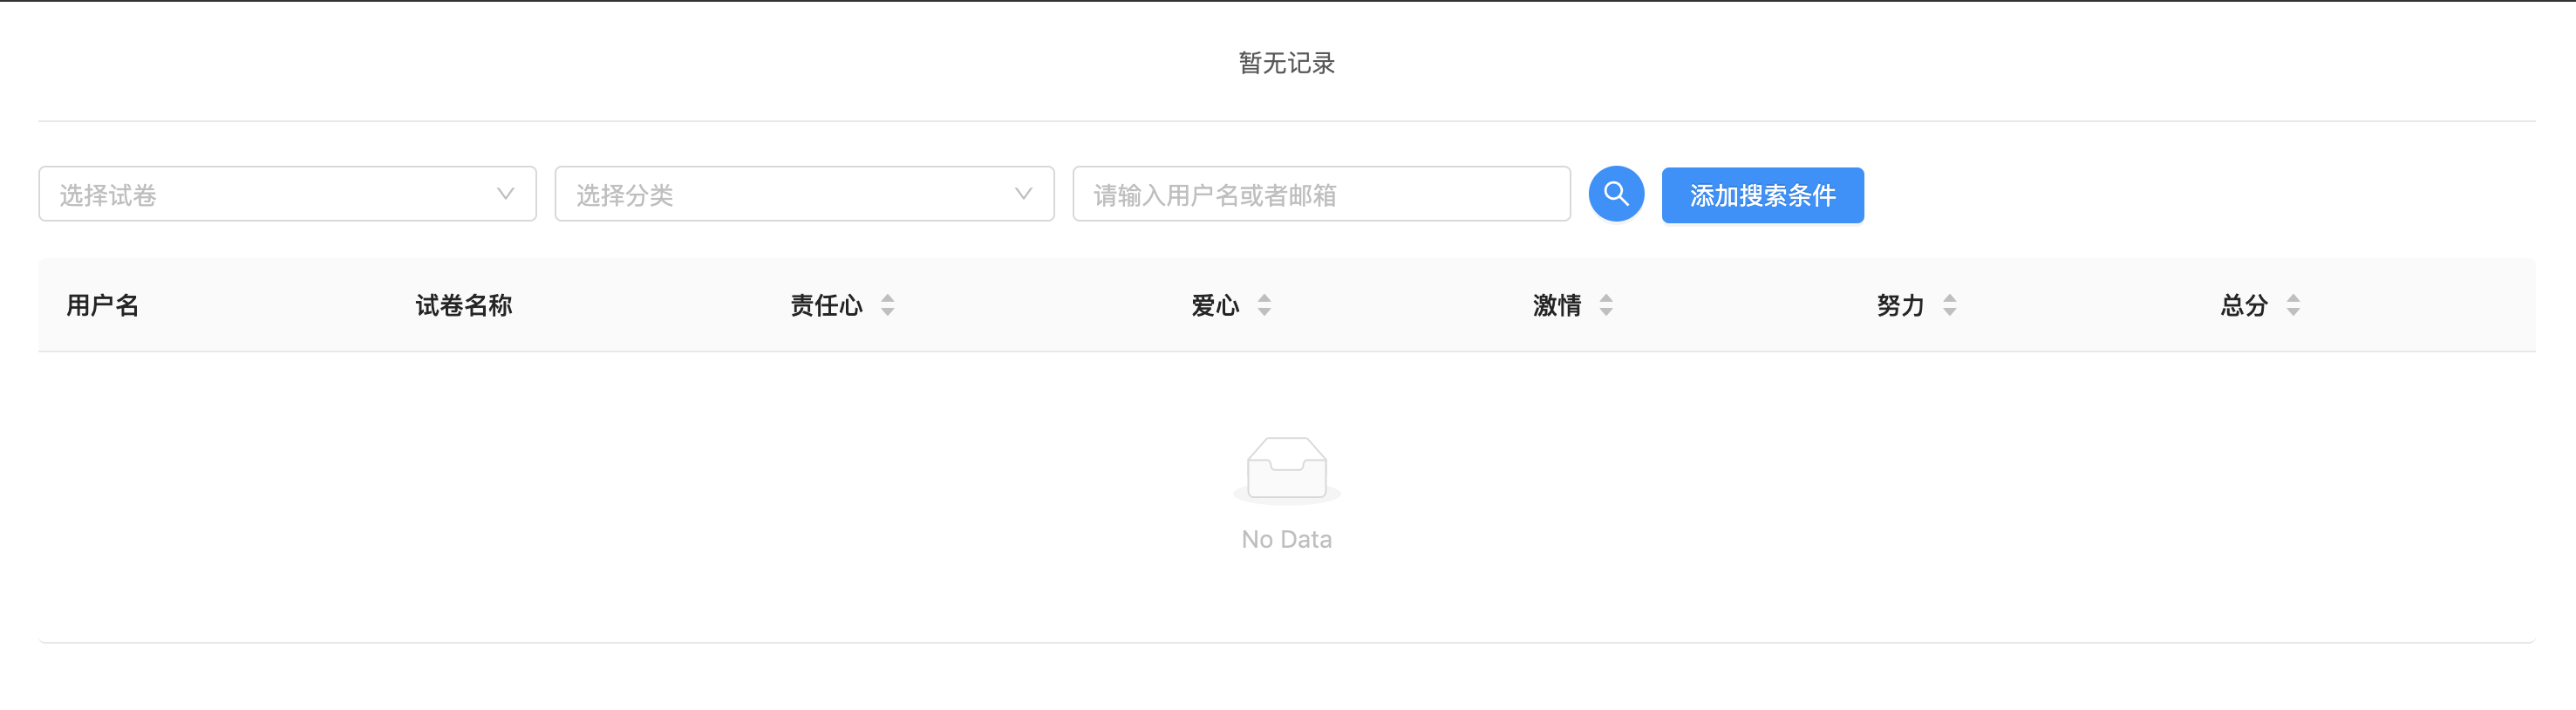 暂无记录
选择试卷 选择分类 请输入用户名或者邮箱 添加搜索条件
用户名 试卷名称 责任心 爱心 激情 努力 总分
No Data